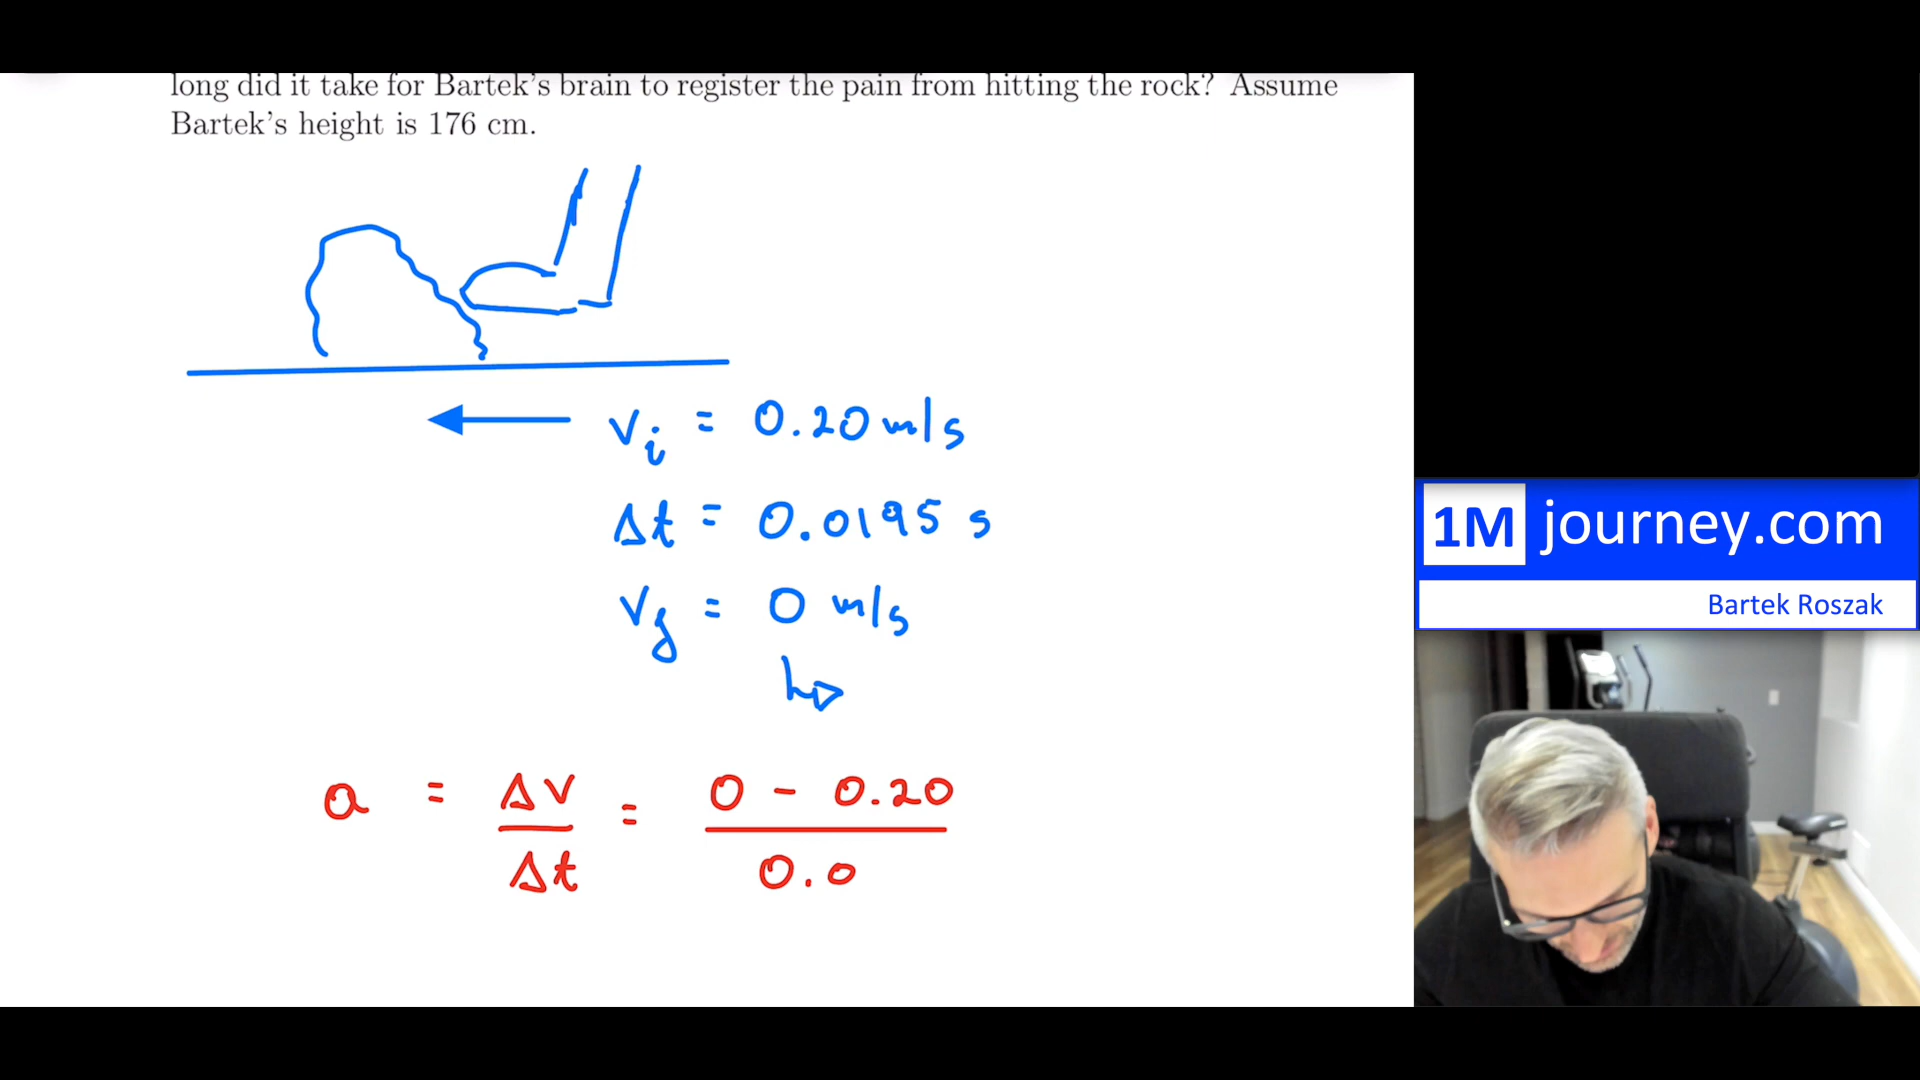 long did it take for Bartek's brain to register the pain from hitting the rock? Assume
Bartek's height is 176 cm.
vi = 0.20 m/s
Δt = 0.0195 s
vf = 0 m/s
a = Δv/Δt = 0 - 0.20/0.0
1M journey.com
Bartek Roszak